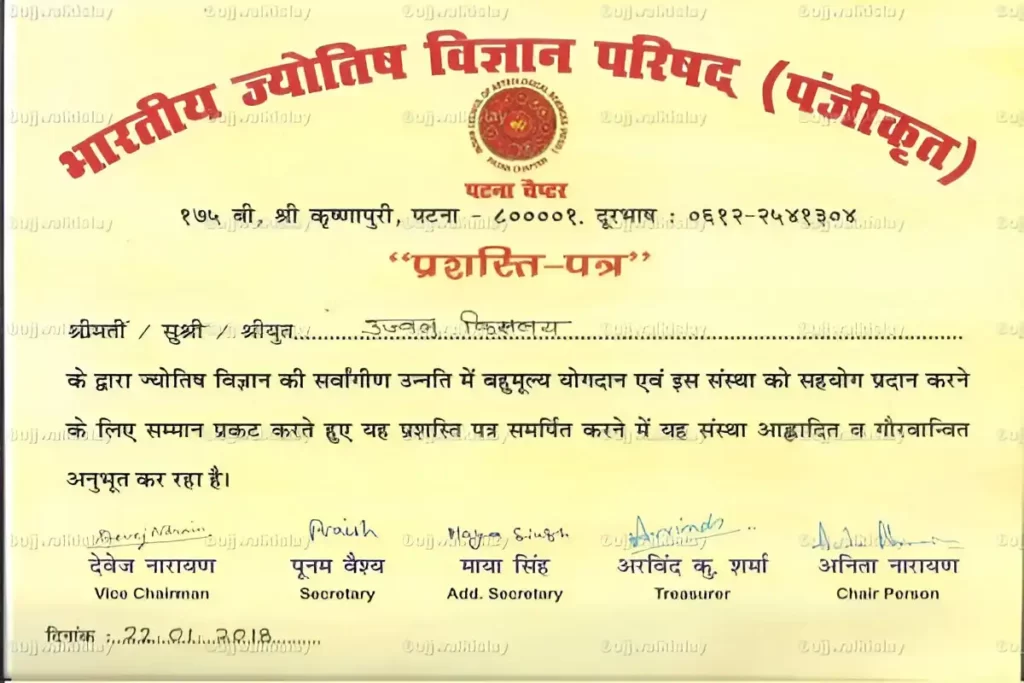 भारतीय ज्योतिष विज्ञान परिषद् (पंजीकृत)
पटना चैप्टर
१७५ बी, श्री कृष्णापुरी, पटना - ८००००१. दूरभाष : ०६१२-२५४१३०४
“प्रशस्ति-पत्र”
श्रीमती / सुश्री / श्रीयुत उज्वल किसलय
के द्वारा ज्योतिष विज्ञान की सर्वांगीण उन्नति में बहुमूल्य योगदान एवं इस संस्था को सहयोग प्रदान करने
के लिए सम्मान प्रकट करते हुए यह प्रशस्ति पत्र समर्पित करने में यह संस्था आह्लादित व गौरवान्वित
अनुभूत कर रहा है।
Maya Singh
देवेज नारायण पूनम वैश्य माया सिंह अरविंद कु. शर्मा अनिता नारायण
Vice Chairman Secretary Add. Secretary Treasurer Chair Person
दिनांक : 22.01.2018